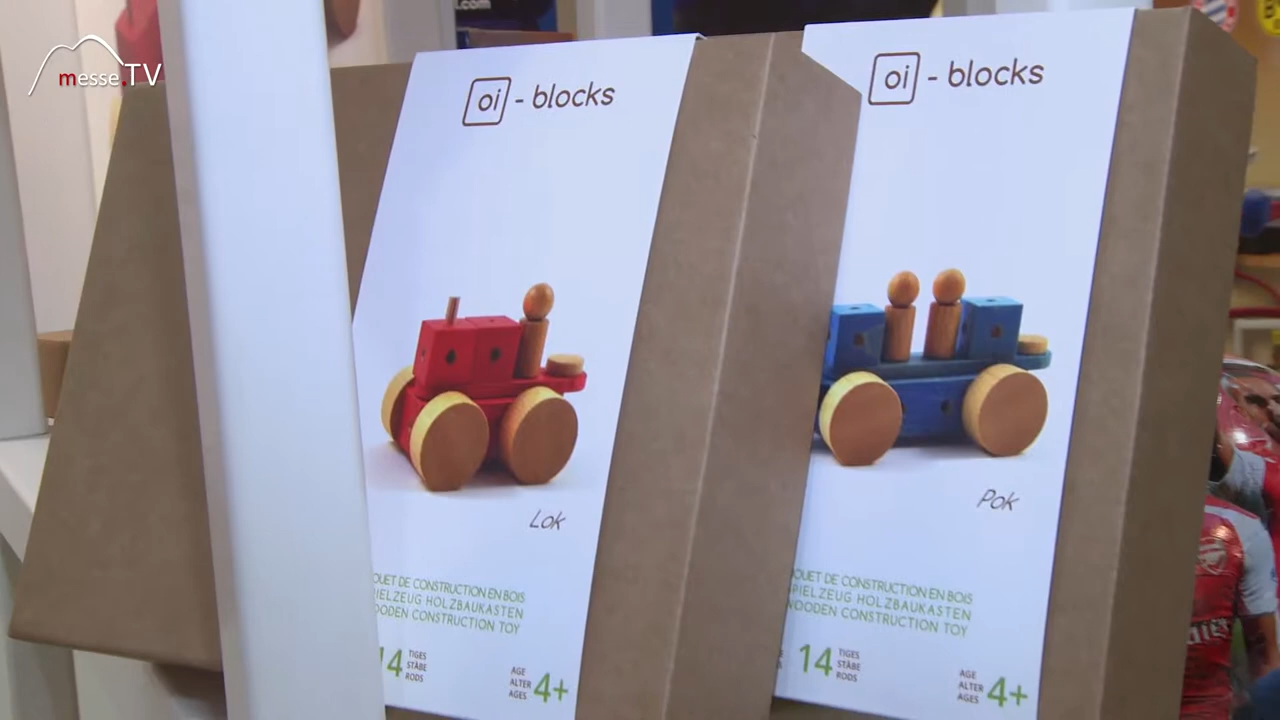 messe.TV
.com
oi - blocks
Lok
OUET DE CONSTRUCTION EN BOIS
PIELZEUG HOLZBAUKASTEN
OODEN CONSTRUCTION TOY
14 TIGES
STÄBE
RODS
AGE
ALTER
AGES
4+
oi - blocks
Pok
OUET DE CONSTRUCTION EN BOIS
PIELZEUG HOLZBAUKASTEN
WOODEN CONSTRUCTION TOY
14 TIGES
STÄBE
RODS
AGE
ALTER
AGES
4+